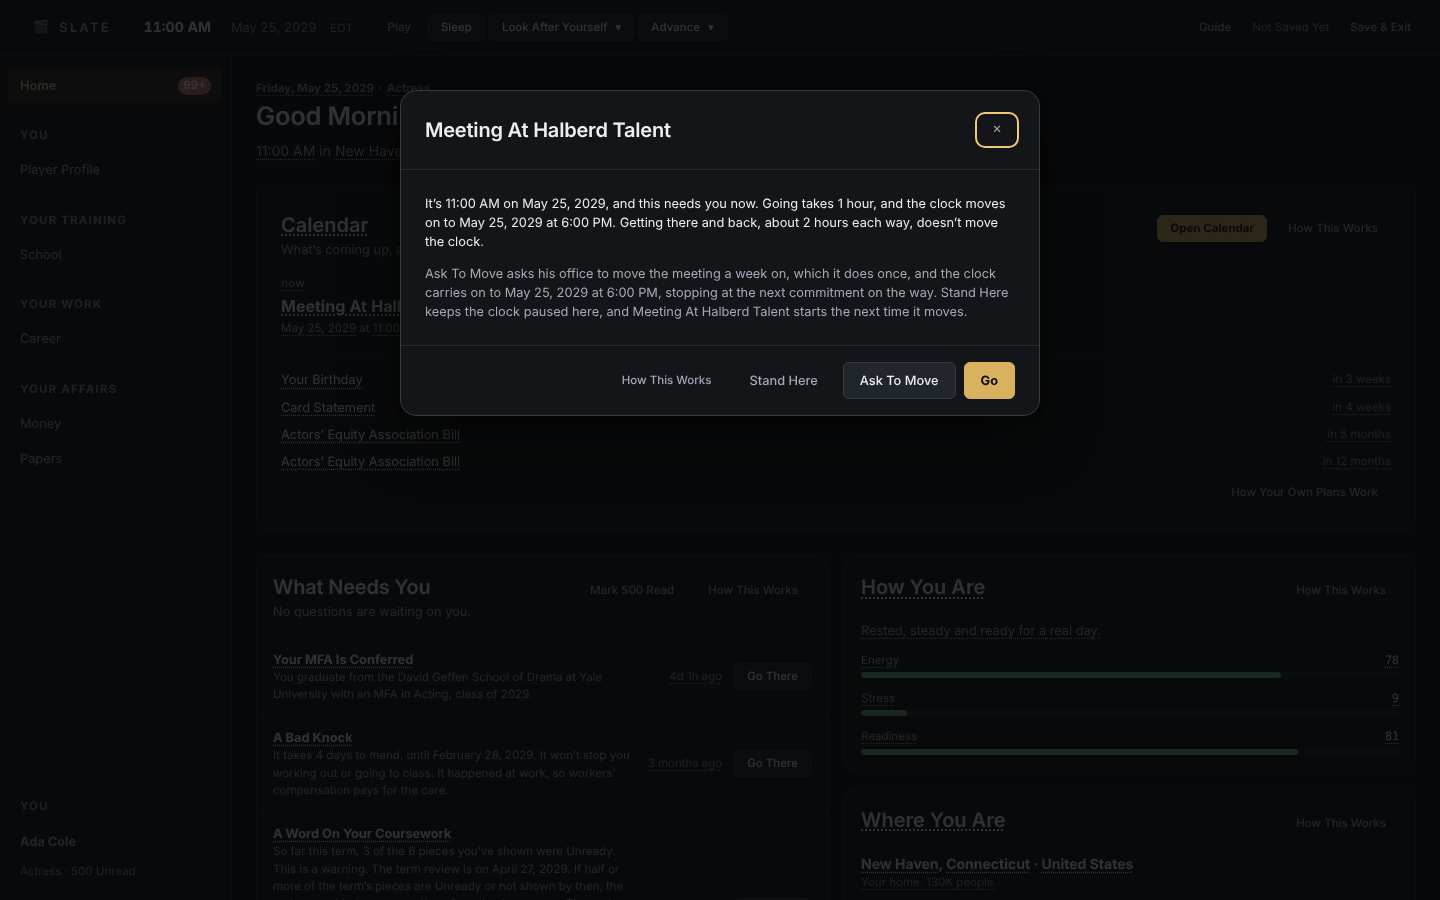 SLATE
11:00 AM May 25, 2029 EDT
Play
Sleep
Look After Yourself ▾
Advance ▾
Guide
Not Saved Yet
Save & Exit
Home
99+
YOU
Player Profile
YOUR TRAINING
School
YOUR WORK
Career
YOUR AFFAIRS
Money
Papers
YOU
Ada Cole
Actress · 500 Unread
Friday, May 25, 2029 · Actress
Good Morni
11:00 AM in New Have
Meeting At Halberd Talent
×
It's 11:00 AM on May 25, 2029, and this needs you now. Going takes 1 hour, and the clock moves
on to May 25, 2029 at 6:00 PM. Getting there and back, about 2 hours each way, doesn't move
the clock.
Ask To Move asks his office to move the meeting a week on, which it does once, and the clock
carries on to May 25, 2029 at 6:00 PM, stopping at the next commitment on the way. Stand Here
keeps the clock paused here, and Meeting At Halberd Talent starts the next time it moves.
How This Works
Stand Here
Ask To Move
Go
Calendar
What's coming up,
Open Calendar
How This Works
now
Meeting At Hal
May 25, 2029 at 11:00
Your Birthday
in 3 weeks
Card Statement
in 4 weeks
Actors' Equity Association Bill
in 5 months
Actors' Equity Association Bill
in 12 months
How Your Own Plans Work
What Needs You
Mark 500 Read
How This Works
No questions are waiting on you.
Your MFA Is Conferred
You graduate from the David Geffen School of Drama at Yale
University with an MFA in Acting, class of 2029.
4d 1h ago
Go There
A Bad Knock
It takes 4 days to mend, until February 28, 2029. It won't stop you
working out or going to class. It happened at work, so workers'
compensation pays for the care.
3 months ago
Go There
A Word On Your Coursework
So far this term, 3 of the 6 pieces you've shown were Unready.
This is a warning. The term review is on April 27, 2029. If half or
more of the term's pieces are Unready or not shown by then, the
How You Are
How This Works
Rested, steady and ready for a real day.
Energy
78
Stress
9
Readiness
81
Where You Are
How This Works
New Haven, Connecticut · United States
Your home. 130K people.